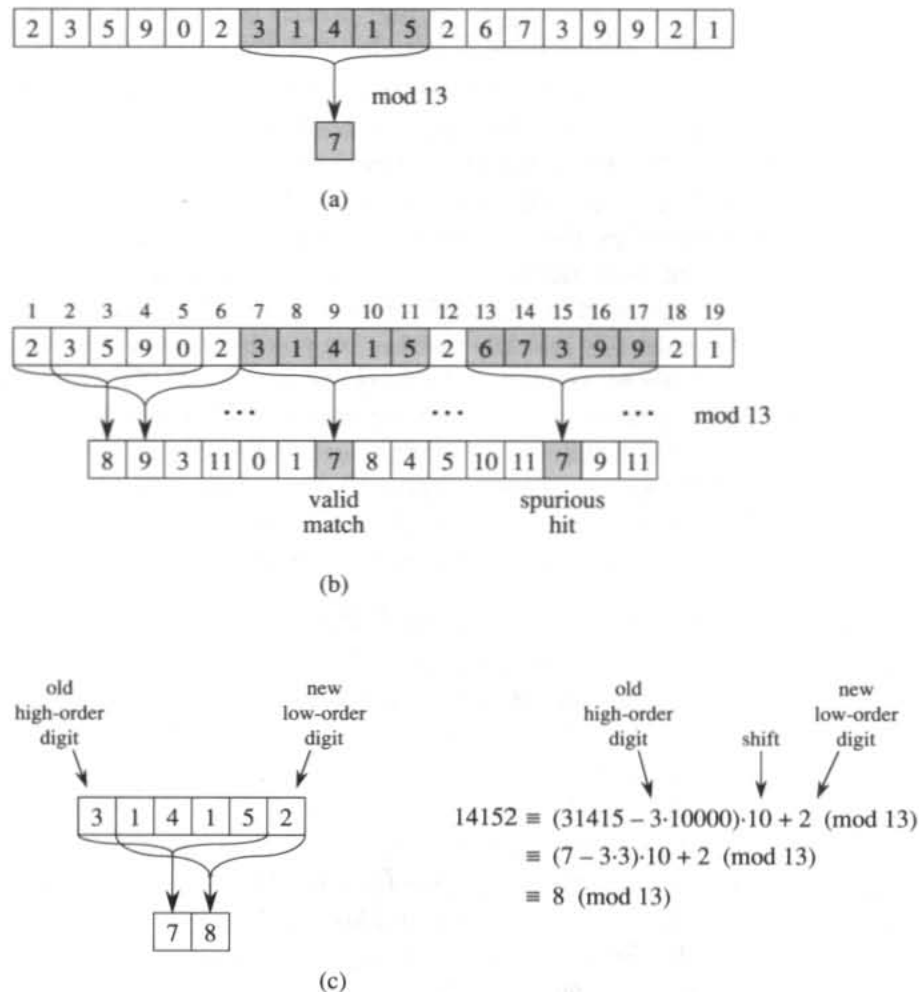 2 3 5 9 0 2 3 1 4 1 5 2 6 7 3 9 9 2 1
mod 13
7
(a)
1 2 3 4 5 6 7 8 9 10 11 12 13 14 15 16 17 18 19
2 3 5 9 0 2 3 1 4 1 5 2 6 7 3 9 9 2 1
... ... ... mod 13
8 9 3 11 0 1 7 8 4 5 10 11 7 9 11
valid
match
spurious
hit
(b)
old
high-order
digit
new
low-order
digit
3 1 4 1 5 2
7 8
old
high-order
digit
shift
new
low-order
digit
14152 ≡ (31415 – 3·10000)·10 + 2 (mod 13)
≡ (7 – 3·3)·10 + 2 (mod 13)
≡ 8 (mod 13)
(c)